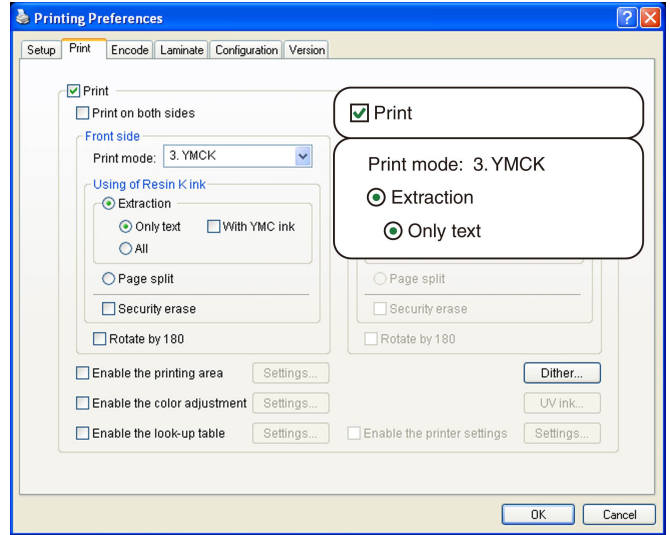 Printing Preferences
Setup Print Encode Laminate Configuration Version
Print
Print on both sides
Front side
Print mode: 3. YMCK
Using of Resin K ink
Extraction
Only text With YMC ink
All
Page split
Security erase
Rotate by 180
Print
Print mode: 3. YMCK
Extraction
Only text
Page split
Security erase
Rotate by 180
Enable the printing area Settings... Dither...
Enable the color adjustment Settings... UV ink...
Enable the look-up table Settings... Enable the printer settings Settings...
OK Cancel